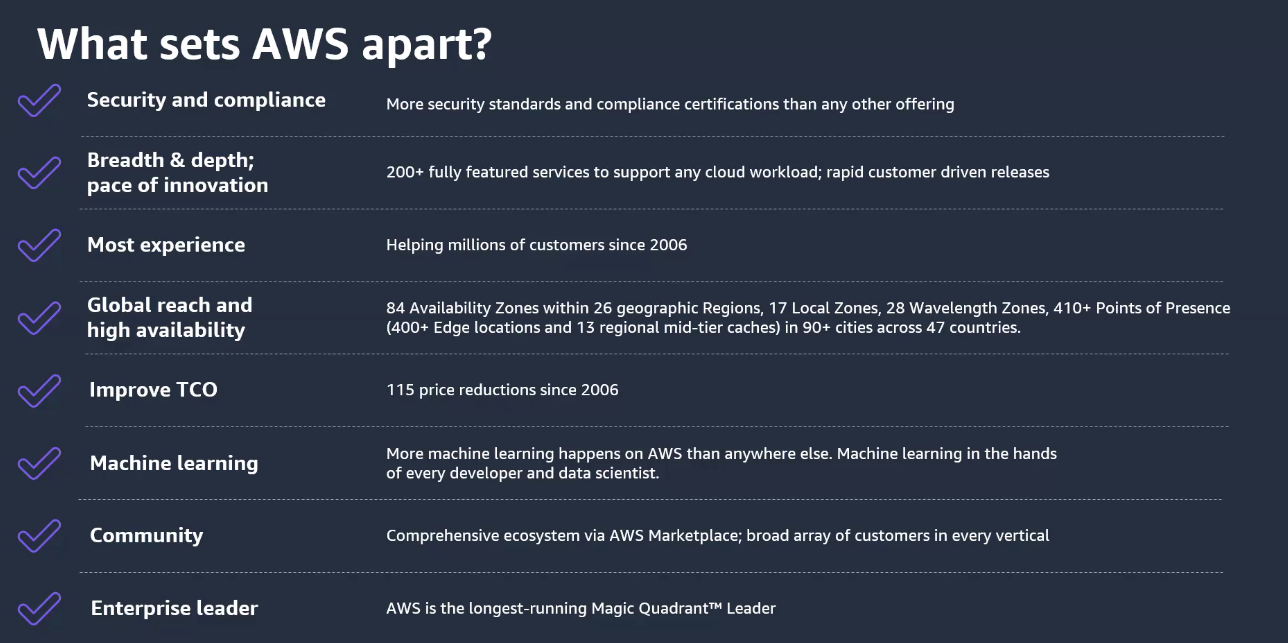 What sets AWS apart?
Security and compliance
More security standards and compliance certifications than any other offering
Breadth & depth;
pace of innovation
200+ fully featured services to support any cloud workload; rapid customer driven releases
Most experience
Helping millions of customers since 2006
Global reach and
high availability
84 Availability Zones within 26 geographic Regions, 17 Local Zones, 28 Wavelength Zones, 410+ Points of Presence
(400+ Edge locations and 13 regional mid-tier caches) in 90+ cities across 47 countries.
Improve TCO
115 price reductions since 2006
Machine learning
More machine learning happens on AWS than anywhere else. Machine learning in the hands
of every developer and data scientist.
Community
Comprehensive ecosystem via AWS Marketplace; broad array of customers in every vertical
Enterprise leader
AWS is the longest-running Magic Quadrant™ Leader